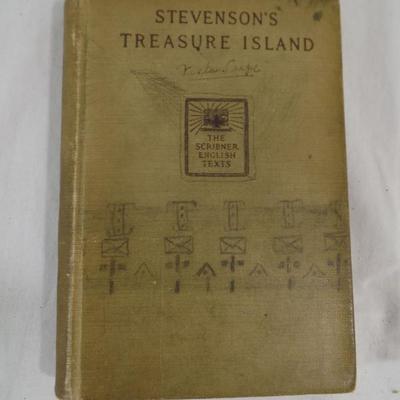 STEVENSON'S
TREASURE ISLAND
THE
SCRIBNER
ENGLISH
TEXTS